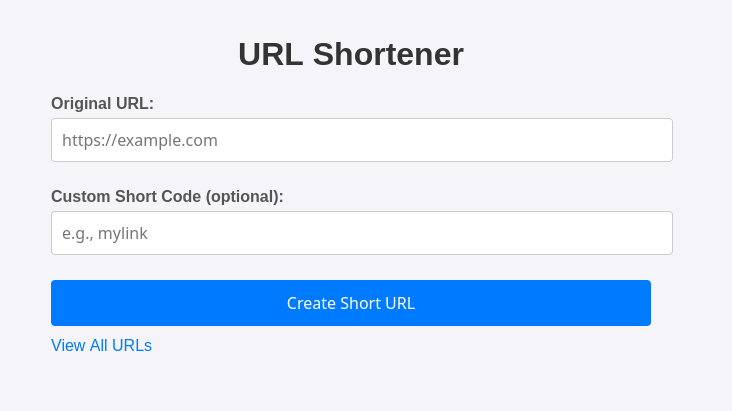 URL Shortener
Original URL:
https://example.com
Custom Short Code (optional):
e.g., mylink
Create Short URL
View All URLs